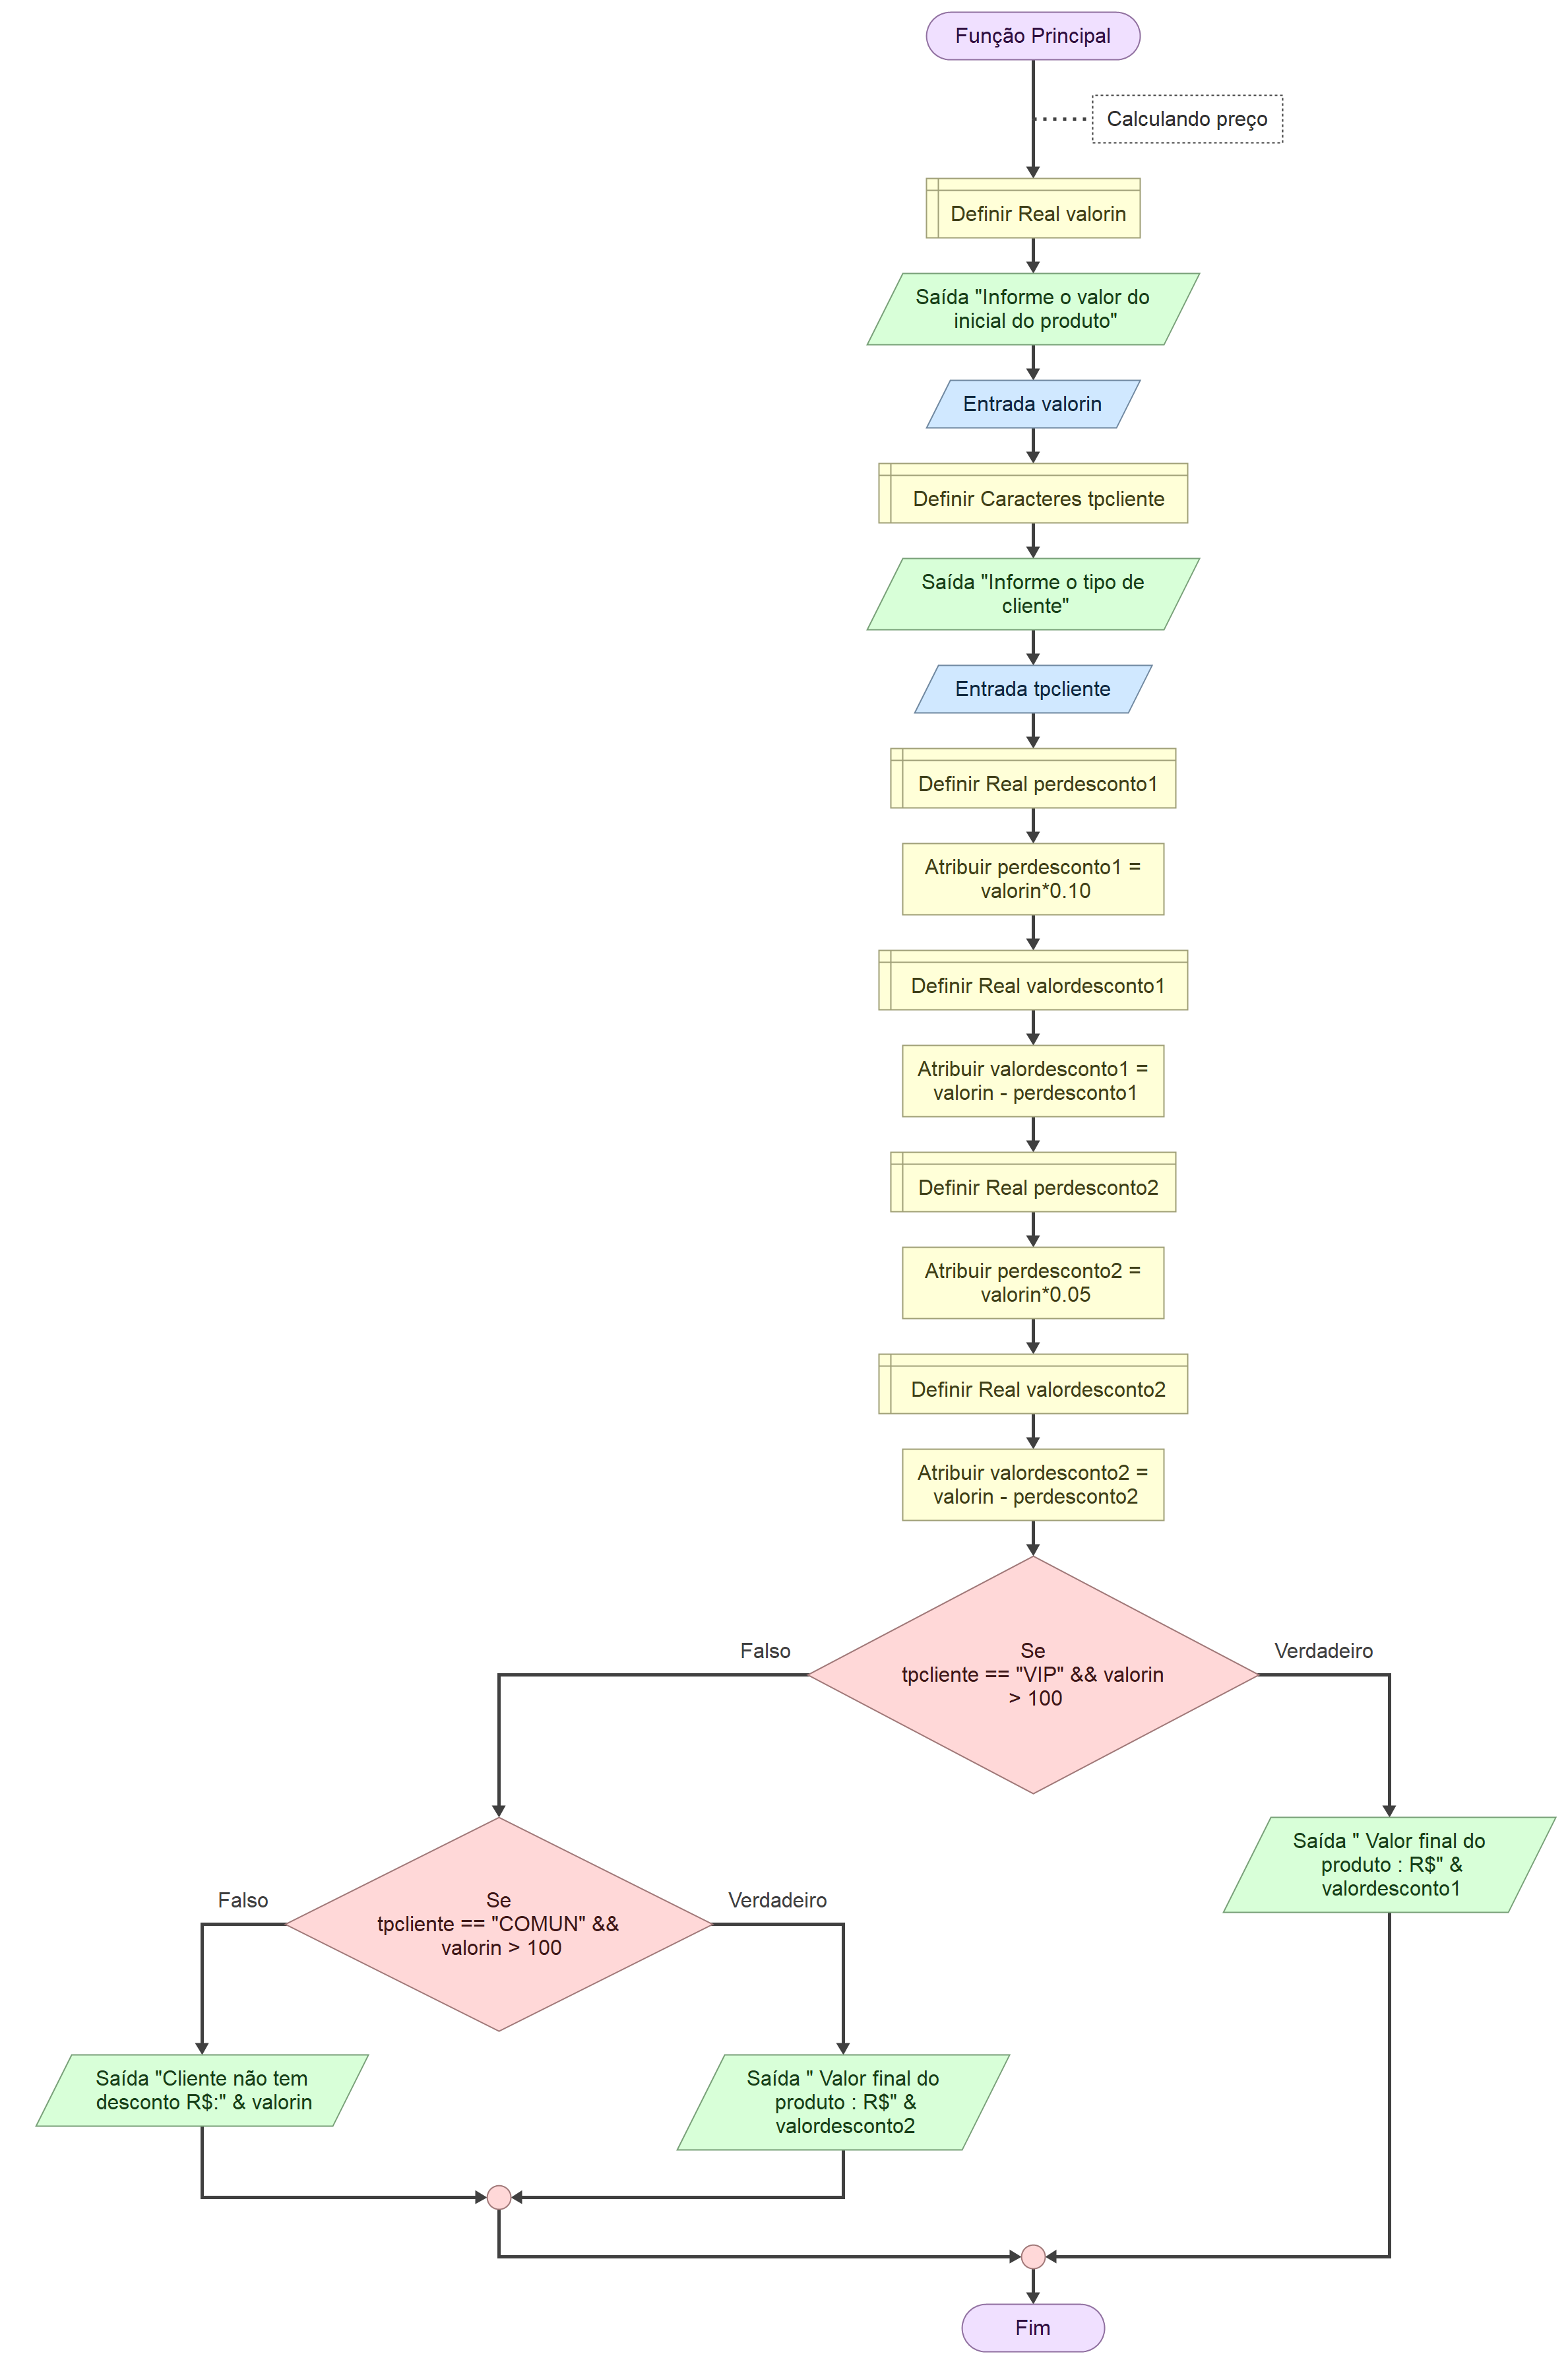 Função Principal
Calculando preço
Definir Real valorin
Saída "Informe o valor do
inicial do produto"
Entrada valorin
Definir Caracteres tpcliente
Saída "Informe o tipo de
cliente"
Entrada tpcliente
Definir Real perdesconto1
Atribuir perdesconto1 =
valorin*0.10
Definir Real valordesconto1
Atribuir valordesconto1 =
valorin - perdesconto1
Definir Real perdesconto2
Atribuir perdesconto2 =
valorin*0.05
Definir Real valordesconto2
Atribuir valordesconto2 =
valorin - perdesconto2
Falso
Se
tpcliente == "VIP" && valorin
> 100
Verdadeiro
Saída " Valor final do
produto : R$" &
valordesconto1
Falso
Se
tpcliente == "COMUN" &&
valorin > 100
Verdadeiro
Saída "Cliente não tem
desconto R$:" & valorin
Saída " Valor final do
produto : R$" &
valordesconto2
Fim